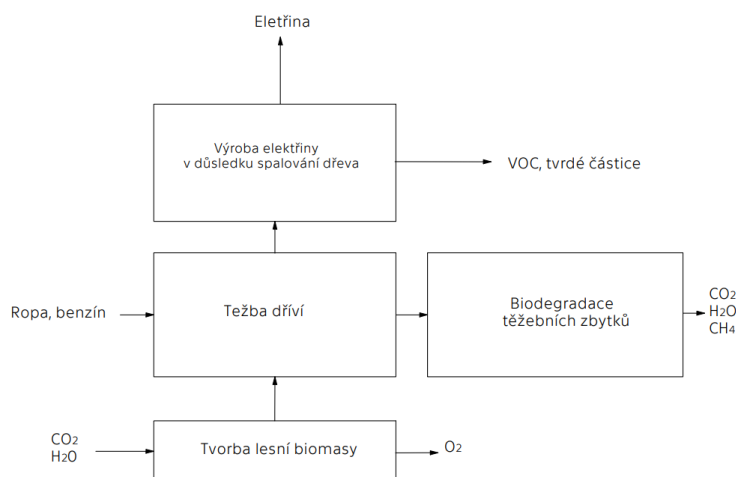 Eletřina
Výroba elektřiny
v důsledku spalování dřeva
VOC, tvrdé částice
Ropa, benzín
Težba dříví
Biodegradace
těžebních zbytků
CO2
H2O
CH4
CO2
H2O
Tvorba lesní biomasy
O2